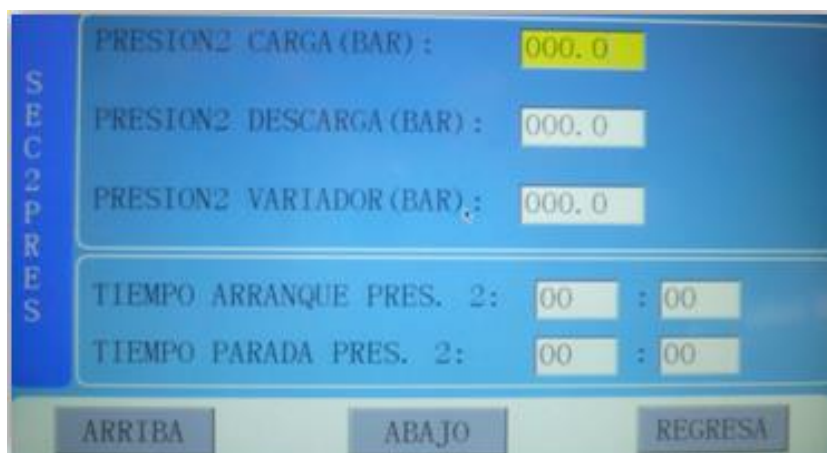 SEC2PRES
PRESION2 CARGA(BAR): 000.0
PRESION2 DESCARGA(BAR): 000.0
PRESION2 VARIADOR(BAR): 000.0
TIEMPO ARRANQUE PRES. 2: 00 : 00
TIEMPO PARADA PRES. 2: 00 : 00
ARRIBA ABAJO REGRESA